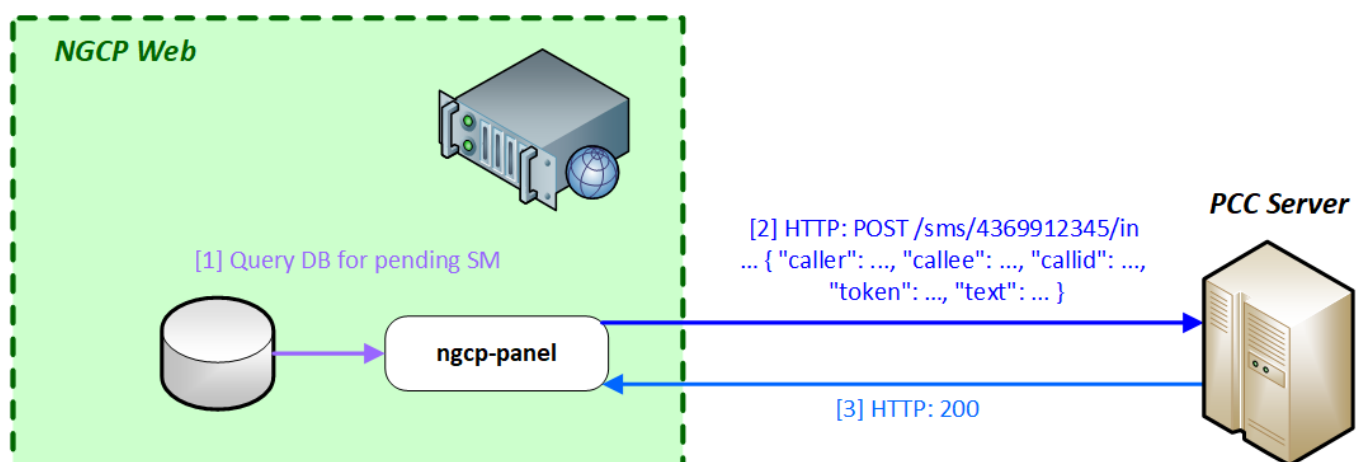 NGCP Web
PCC Server
[2] HTTP: POST /sms/4369912345/in
... { "caller": ..., "callee": ..., "callid": ...,
"token": ..., "text": ... }
[1] Query DB for pending SM
ngcp-panel
[3] HTTP: 200